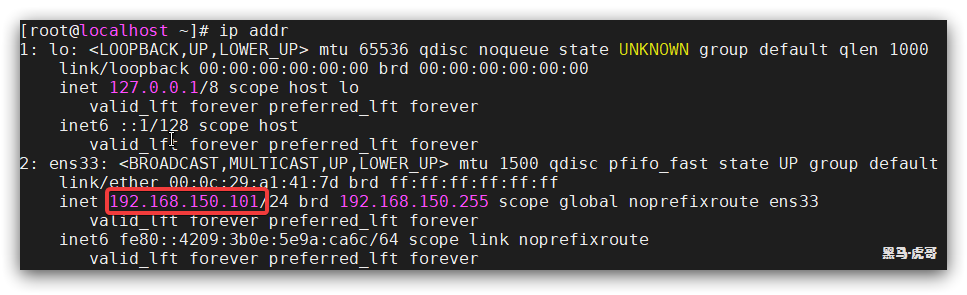 [root@localhost ~]# ip addr
1: lo: <LOOPBACK,UP,LOWER_UP> mtu 65536 qdisc noqueue state UNKNOWN group default qlen 1000
link/loopback 00:00:00:00:00:00 brd 00:00:00:00:00:00
inet 127.0.0.1/8 scope host lo
valid_lft forever preferred_lft forever
inet6 ::1/128 scope host
valid_lft forever preferred_lft forever
2: ens33: <BROADCAST,MULTICAST,UP,LOWER_UP> mtu 1500 qdisc pfifo_fast state UP group default
link/ether 00:0c:29:a1:41:7d brd ff:ff:ff:ff:ff:ff
inet 192.168.150.101/24 brd 192.168.150.255 scope global noprefixroute ens33
valid_lft forever preferred_lft forever
inet6 fe80::4209:3b0e:5e9a:ca6c/64 scope link noprefixroute
valid_lft forever preferred_lft forever
黑马-虎哥